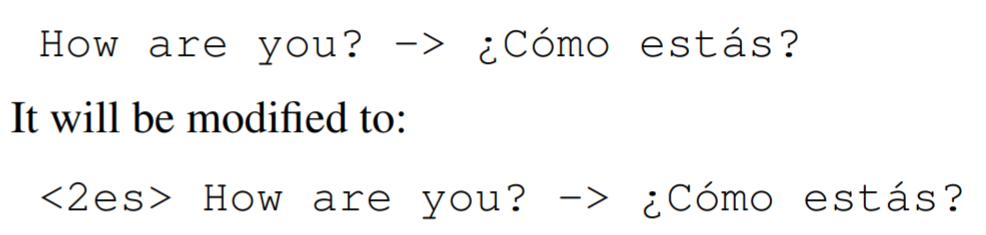 How are you? -> ¿Cómo estás?
It will be modified to:
<2es> How are you? -> ¿Cómo estás?